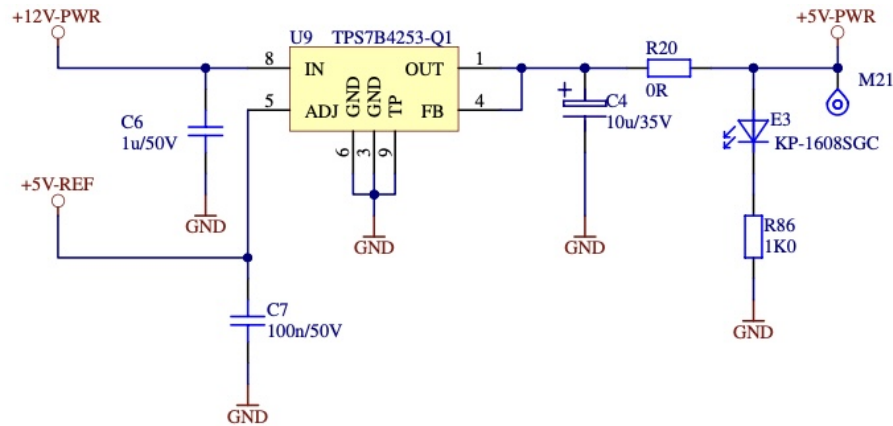 +12V-PWR
+5V-PWR
U9 TPS7B4253-Q1
8 IN OUT 1
R20
0R
M21
5 ADJ GND GND TP FB 4
6 3 9
C6
1u/50V
+
C4
10u/35V
E3
KP-1608SGC
+5V-REF
GND
GND
GND
R86
1K0
C7
100n/50V
GND
GND